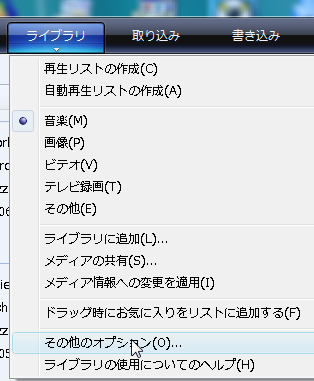 ライブラリ 取り込み 書き込み
再生リストの作成(C)
自動再生リストの作成(A)
音楽(M)
画像(P)
ビデオ(V)
テレビ録画(T)
その他(E)
ライブラリに追加(L)...
メディアの共有(S)...
メディア情報への変更を適用(I)
ドラッグ時にお気に入りをリストに追加する(F)
その他のオプション(O)...
ライブラリの使用についてのヘルプ(H)